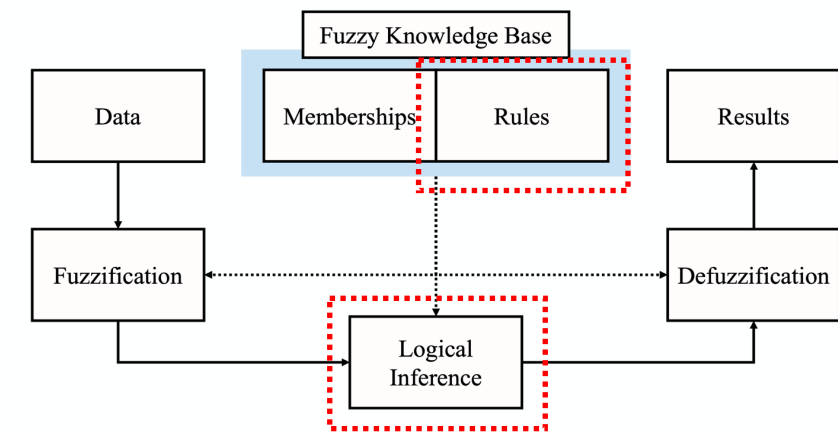 Fuzzy Knowledge Base
Data
Memberships
Rules
Results
Fuzzification
Defuzzification
Logical
Inference